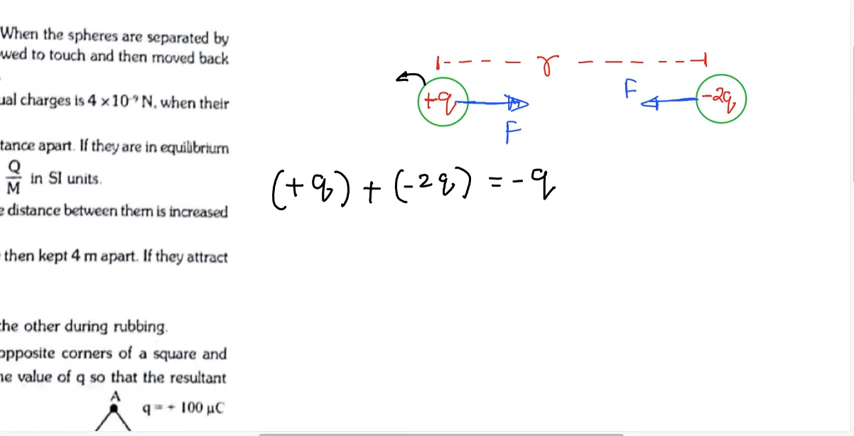 When the spheres are separated by
wed to touch and then moved back
ual charges is 4 × 10⁻⁹ N, when their
tance apart. If they are in equilibrium
Q/M in SI units.
e distance between them is increased
then kept 4 m apart. If they attract
the other during rubbing.
opposite corners of a square and
ne value of q so that the resultant
A
q = + 100 μC
r
+q
F
F
-2q
(+q) + (-2q) = -q